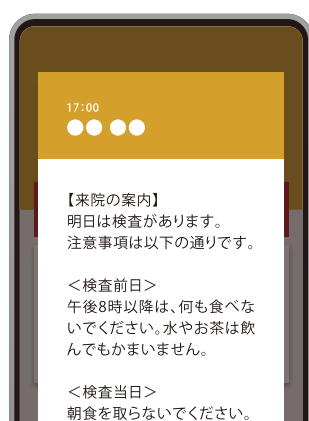 17:00
●● ●●
【来院の案内】
明日は検査があります。
注意事項は以下の通りです。
＜検査前日＞
午後8時以降は、何も食べな
いでください。水やお茶は飲
んでもかまいません。
＜検査当日＞
朝食を取らないでください。